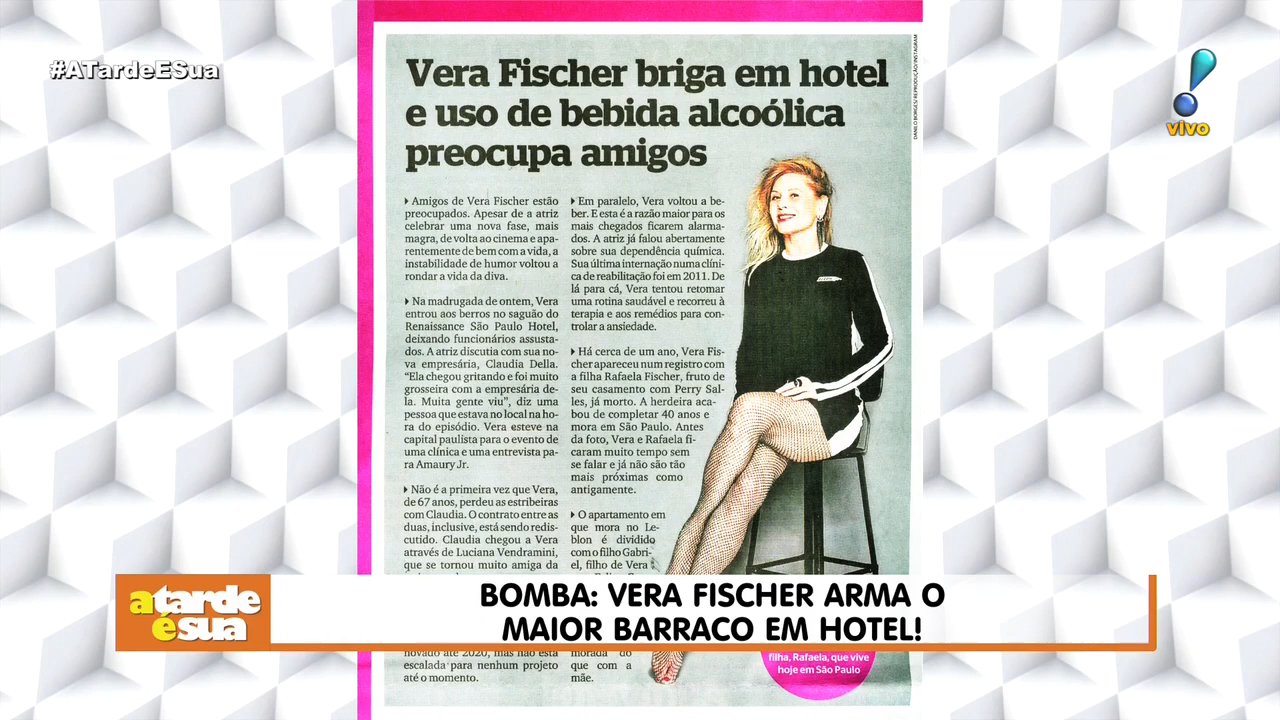 #ATardeESua
vivo
DANILO BORGES/ REPRODUÇÃO/INSTAGRAM
Vera Fischer briga em hotel
e uso de bebida alcoólica
preocupa amigos
Amigos de Vera Fischer estão
preocupados. Apesar de a atriz
celebrar uma nova fase, mais
magra, de volta ao cinema e apa-
rentemente de bem com a vida, a
instabilidade de humor voltou a
rondar a vida da diva.
Na madrugada de ontem, Vera
entrou aos berros no saguão do
Renaissance São Paulo Hotel,
deixando funcionários assusta-
dos. A atriz discutia com sua no-
va empresária, Claudia Della.
“Ela chegou gritando e foi muito
grosseira com a empresária de-
la. Muita gente viu”, diz uma
pessoa que estava no local na ho-
ra do episódio. Vera esteve na
capital paulista para o evento de
uma clínica e uma entrevista pa-
ra Amaury Jr.
Não é a primeira vez que Vera,
de 67 anos, perdeu as estribeiras
com Claudia. O contrato entre as
duas, inclusive, está sendo redis-
cutido. Claudia chegou a Vera
através de Luciana Vendramini,
que se tornou muito amiga da
novado até 2020, mas não está
escalada para nenhum projeto
até o momento.
Em paralelo, Vera voltou a be-
ber. E esta é a razão maior para os
mais chegados ficarem alarma-
dos. A atriz já falou abertamente
sobre sua dependência química.
Sua última internação numa clíni-
ca de reabilitação foi em 2011. De
lá para cá, Vera tentou retomar
uma rotina saudável e recorreu à
terapia e aos remédios para con-
trolar a ansiedade.
Há cerca de um ano, Vera Fis-
cher apareceu num registro com
a filha Rafaela Fischer, fruto de
seu casamento com Perry Sal-
les, já morto. A herdeira aca-
bou de completar 40 anos e
mora em São Paulo. Antes
da foto, Vera e Rafaela fi-
caram muito tempo sem
se falar e já não são tão
mais próximas como
antigamente.
O apartamento em
que mora no Le-
blon é dividido
com o filho Gabri-
el, filho de Vera
morada do
que com a
mãe.
filha, Rafaela, que vive
hoje em São Paulo
a tarde
é sua
BOMBA: VERA FISCHER ARMA O
MAIOR BARRACO EM HOTEL!